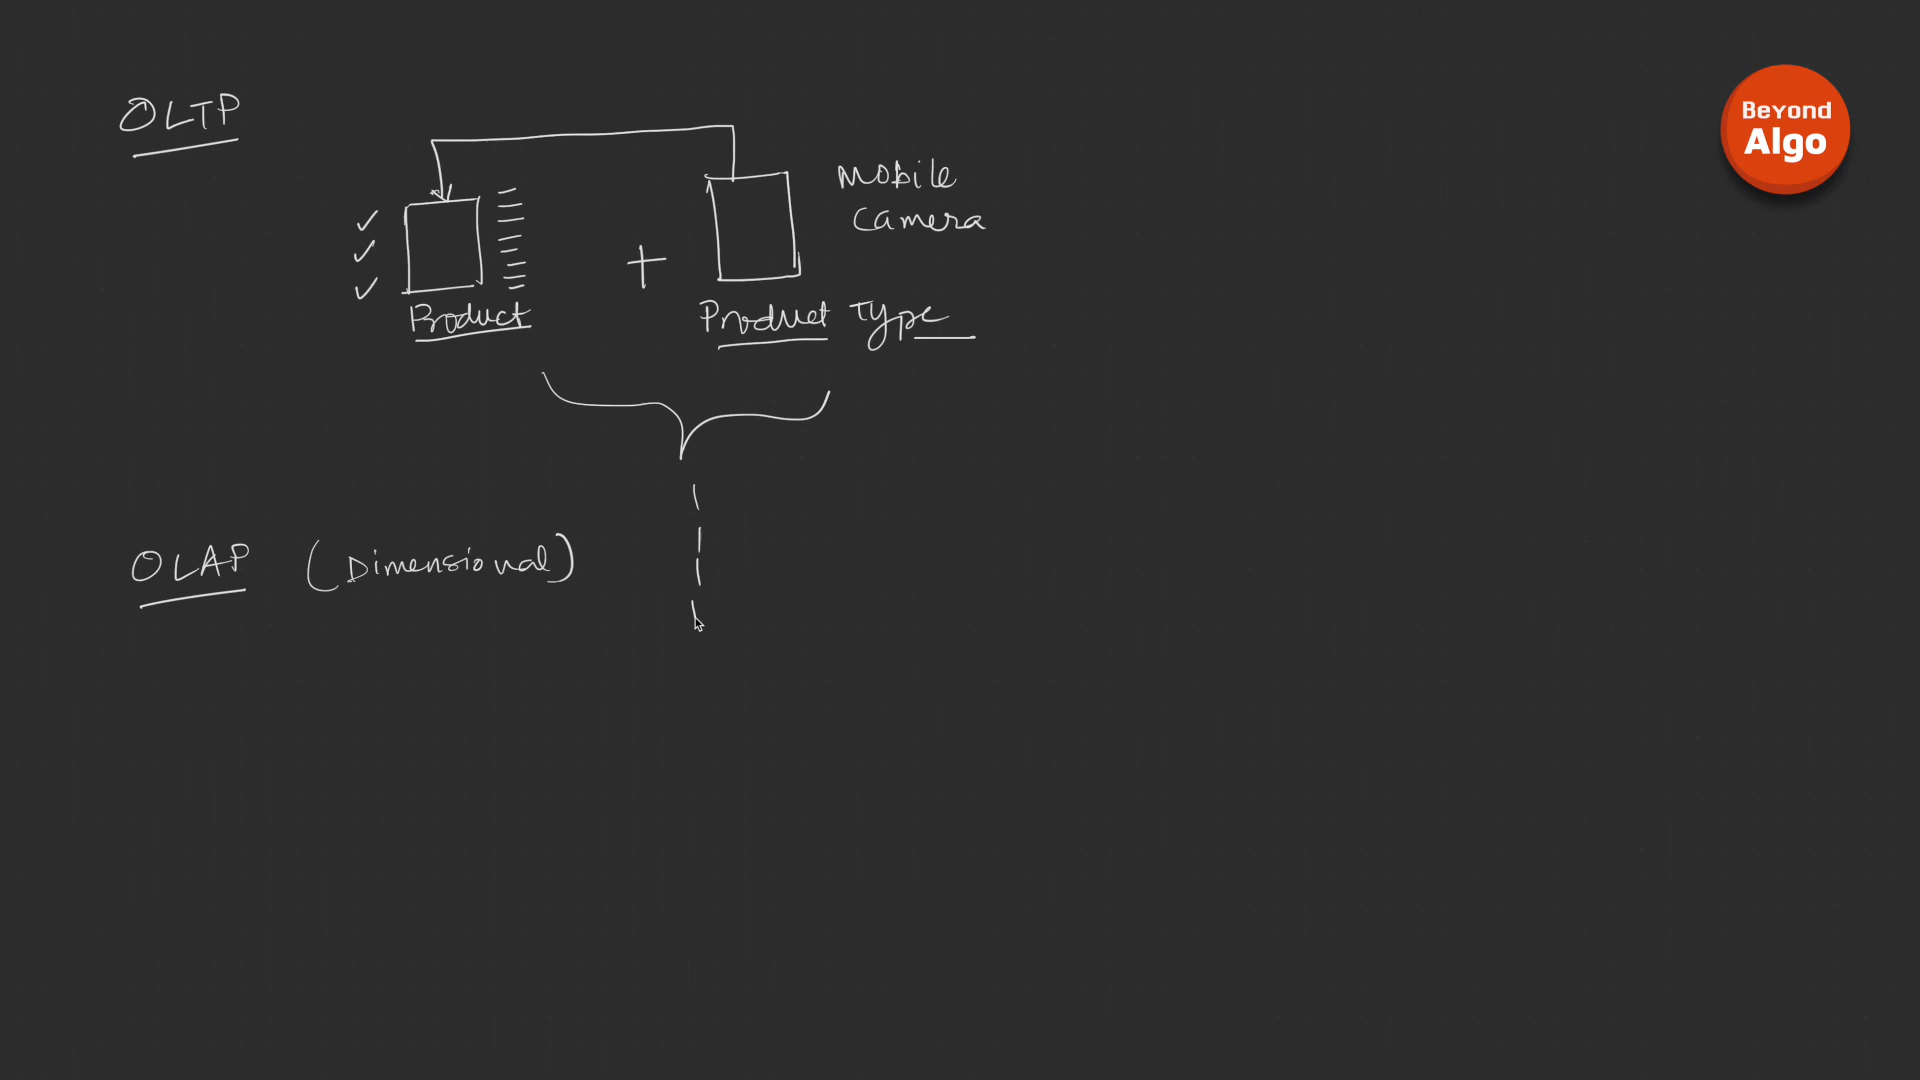 OLTP
Mobile
Camera
Product + Product Type
OLAP (Dimensional)
Beyond
Algo